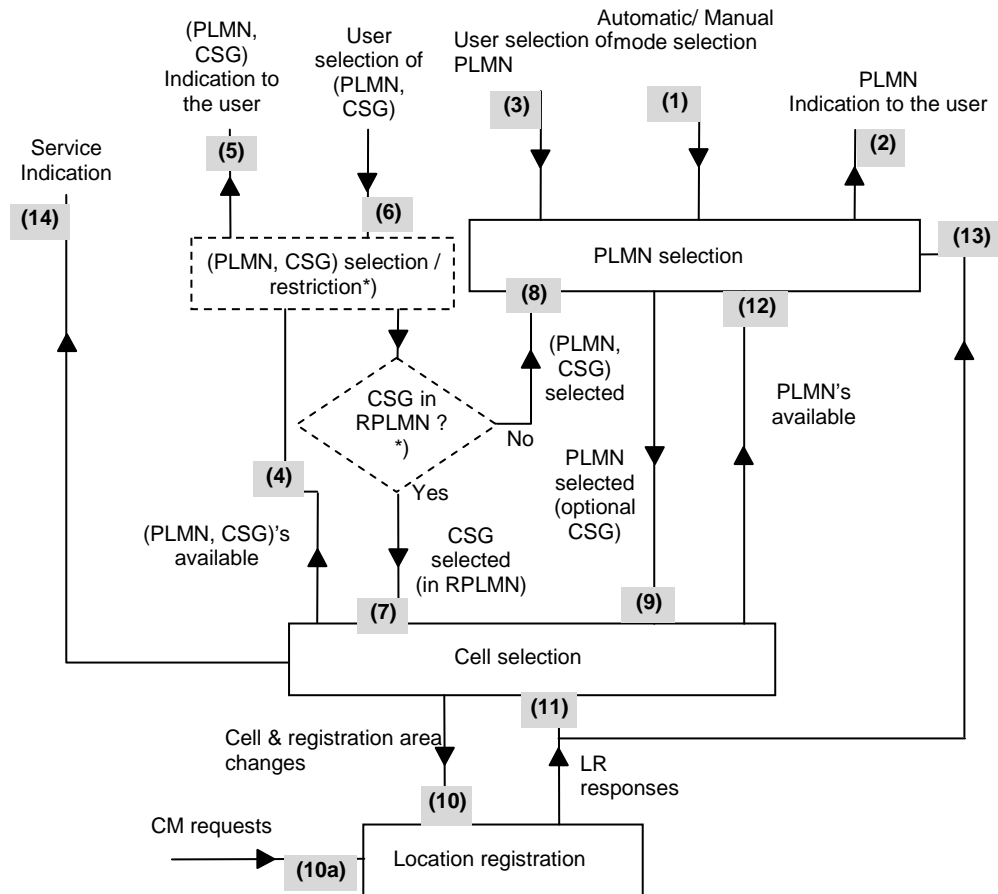 (PLMN,
CSG)
Indication to
the user
User
selection of
(PLMN,
CSG)
User selection of
PLMN
Automatic/ Manual
mode selection
PLMN
Indication to the user
(3)
(1)
(2)
(5)
Service
Indication
(14)
(6)
(13)
(PLMN, CSG) selection /
restriction*)
PLMN selection
(8)
(12)
(PLMN,
CSG)
selected
CSG in
RPLMN ?
*)
No
PLMN's
available
PLMN
selected
(optional
CSG)
(4)
Yes
(PLMN, CSG)'s
available
CSG
selected
(in RPLMN)
(7)
(9)
Cell selection
(11)
Cell & registration area
changes
LR
responses
(10)
CM requests
(10a)
Location registration